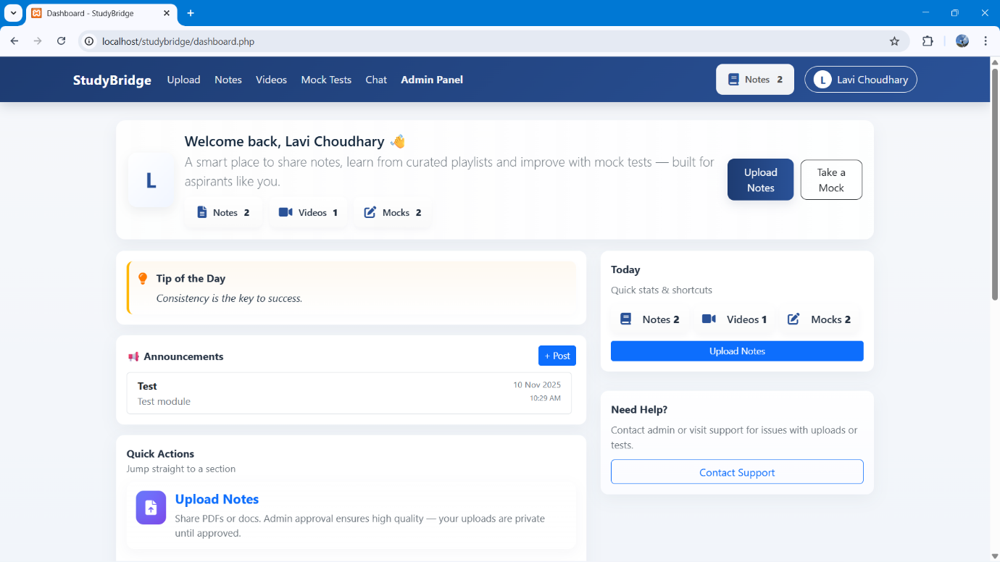 Dashboard - StudyBridge
localhost/studybridge/dashboard.php
StudyBridge Upload Notes Videos Mock Tests Chat Admin Panel Notes 2 L Lavi Choudhary
L
Welcome back, Lavi Choudhary 👋
A smart place to share notes, learn from curated playlists and improve with mock tests — built for
aspirants like you.
Notes 2 Videos 1 Mocks 2
Upload
Notes
Take a
Mock
Tip of the Day
Consistency is the key to success.
Announcements
+ Post
Test
Test module
10 Nov 2025
10:29 AM
Quick Actions
Jump straight to a section
Upload Notes
Share PDFs or docs. Admin approval ensures high quality — your uploads are private
until approved.
Today
Quick stats & shortcuts
Notes 2 Videos 1 Mocks 2
Upload Notes
Need Help?
Contact admin or visit support for issues with uploads or
tests.
Contact Support